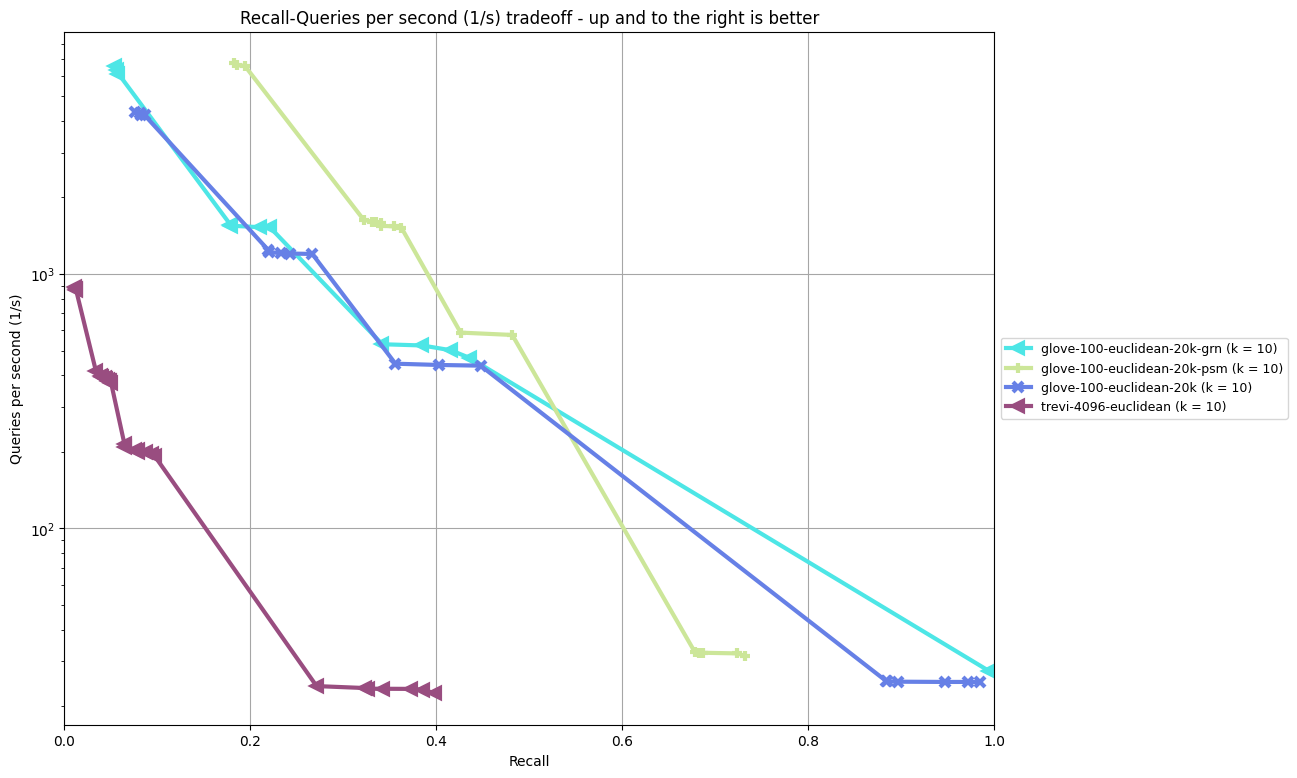 Recall-Queries per second (1/s) tradeoff - up and to the right is better
Queries per second (1/s)
10³
10²
0.0 0.2 0.4 0.6 0.8 1.0
Recall
glove-100-euclidean-20k-grn (k = 10)
glove-100-euclidean-20k-psm (k = 10)
glove-100-euclidean-20k (k = 10)
trevi-4096-euclidean (k = 10)